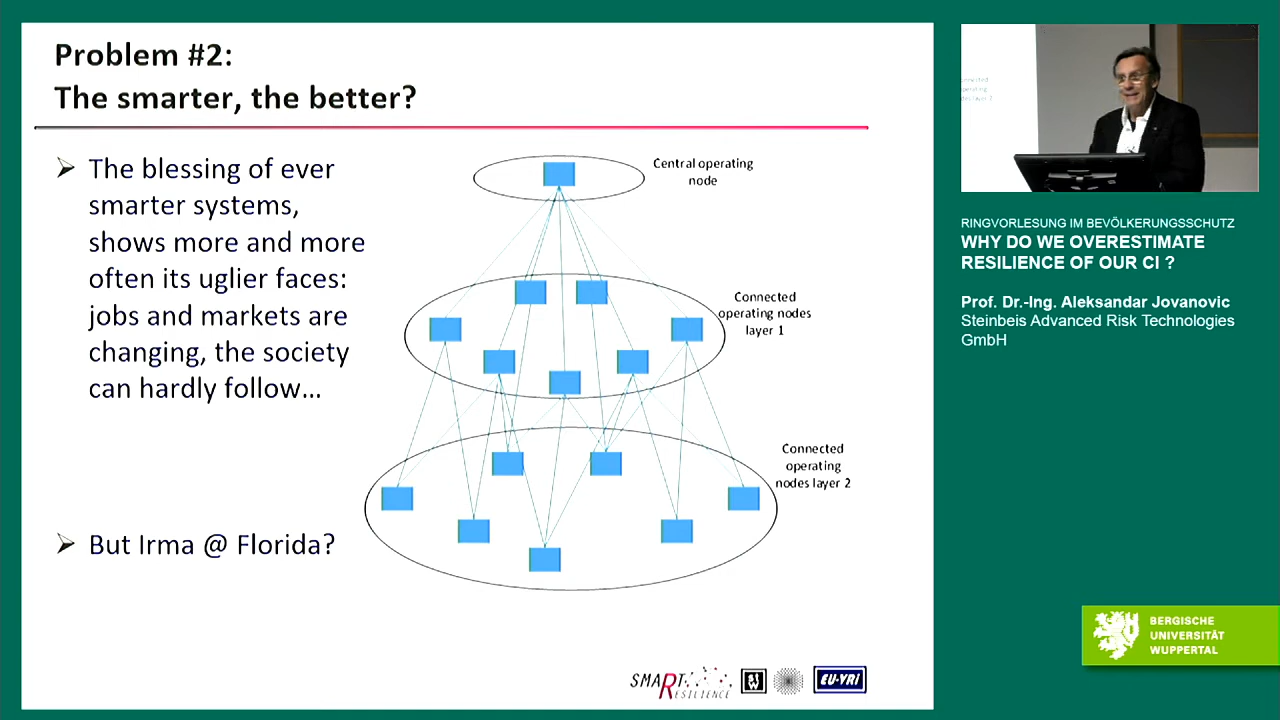 Problem #2:
The smarter, the better?
➢ The blessing of ever
smarter systems,
shows more and more
often its uglier faces:
jobs and markets are
changing, the society
can hardly follow...
➢ But Irma @ Florida?
Central operating
node
Connected
operating nodes
layer 1
Connected
operating
nodes layer 2
SMART
RESILIENCE
EU-VRi
RINGVORLESUNG IM BEVÖLKERUNGSSCHUTZ
WHY DO WE OVERESTIMATE
RESILIENCE OF OUR CI ?
Prof. Dr.-Ing. Aleksandar Jovanovic
Steinbeis Advanced Risk Technologies
GmbH
BERGISCHE
UNIVERSITÄT
WUPPERTAL